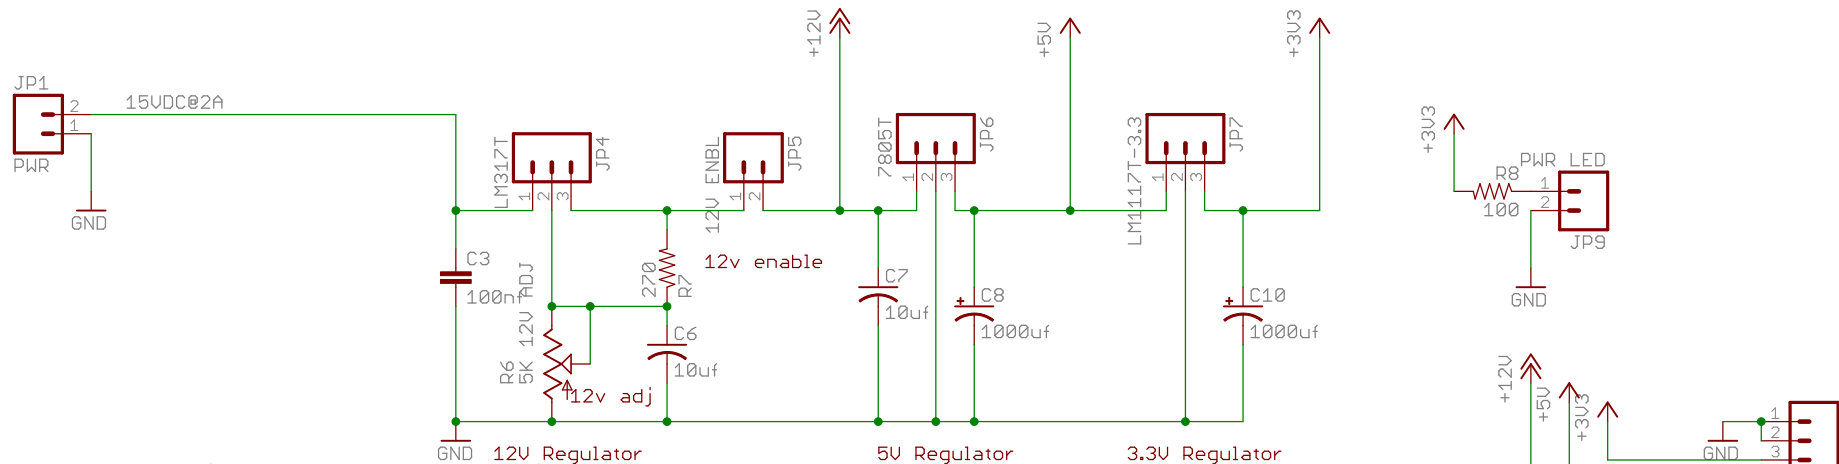 JP1
2
1
PWR
15VDC@2A
GND
LM317T
1
2
3
JP4
12V ENBL
1
2
JP5
12v enable
+12V
7805T
1
2
3
JP6
+5V
LM1117T-3.3
1
2
3
JP7
+3V3
C3
100nf
12V ADJ
R6
5K
12v adj
270
R7
C6
10uf
C7
10uf
C8
1000uf
C10
1000uf
GND
12V Regulator
5V Regulator
3.3V Regulator
+3V3
PWR LED
R8
100
1
2
JP9
GND
+12V
+5V
+3V3
GND
1
2
3